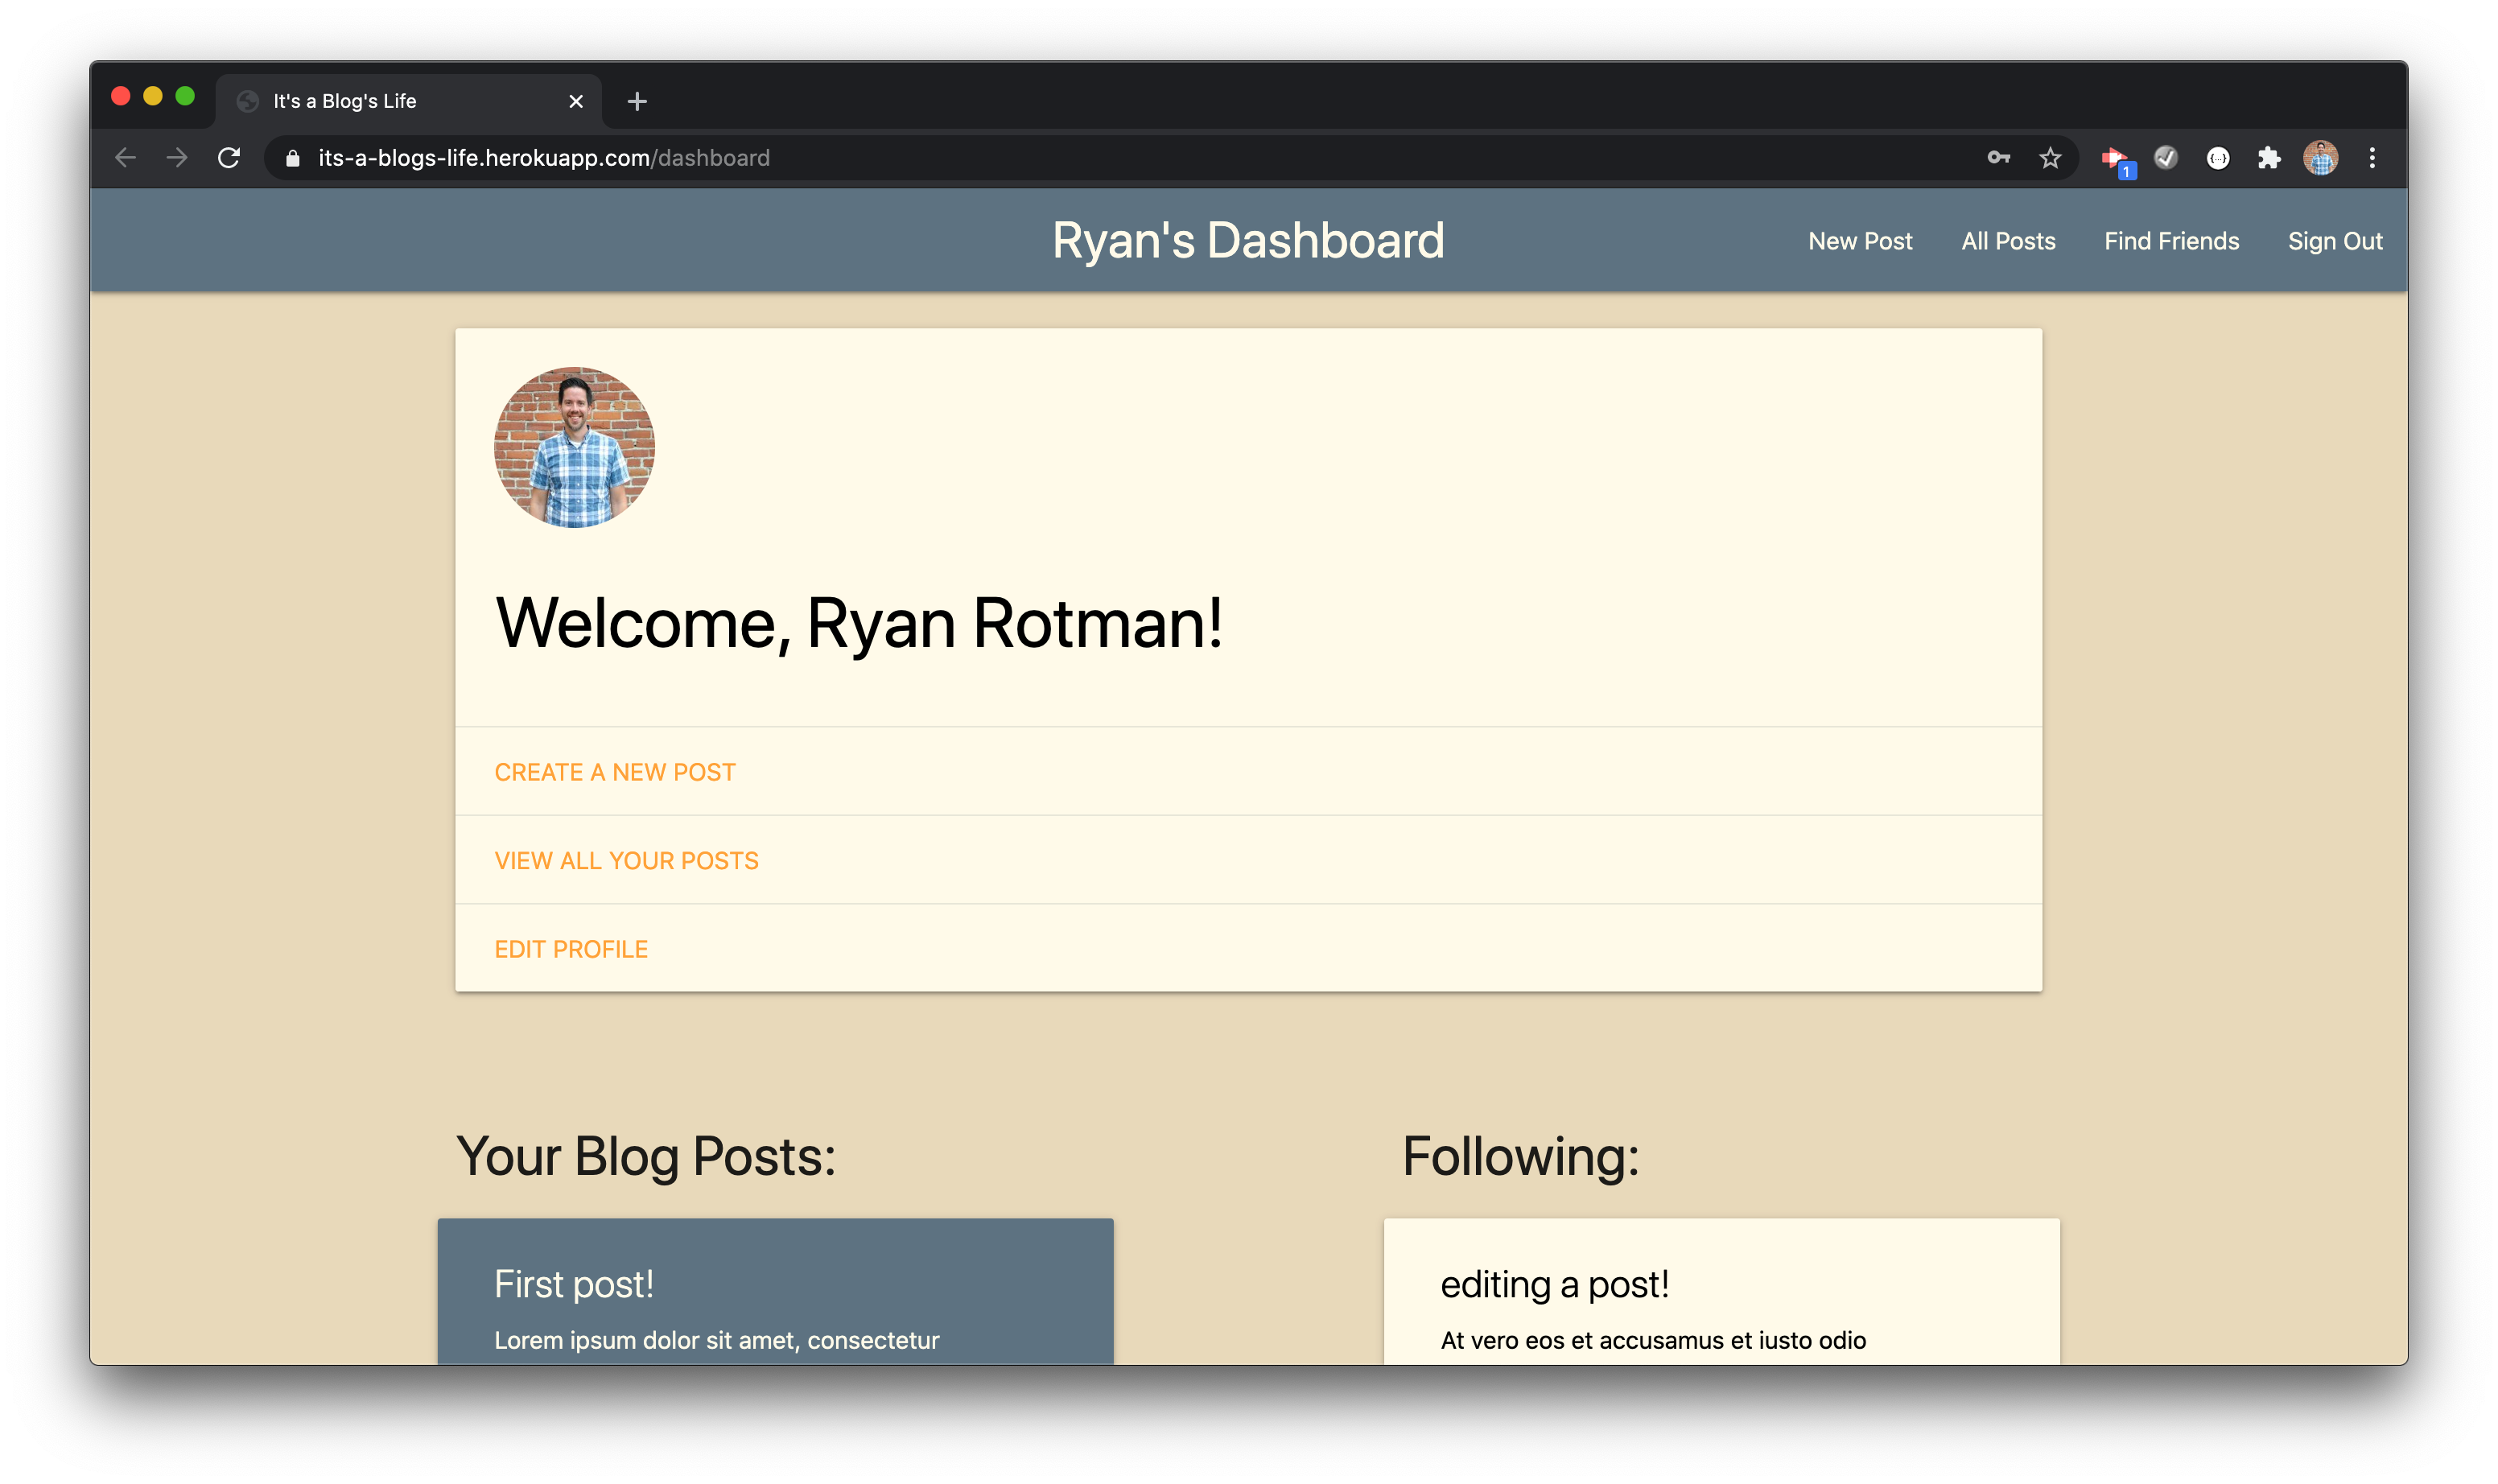 It's a Blog's Life
its-a-blogs-life.herokuapp.com/dashboard
1
Ryan's Dashboard
New Post
All Posts
Find Friends
Sign Out
Welcome, Ryan Rotman!
CREATE A NEW POST
VIEW ALL YOUR POSTS
EDIT PROFILE
Your Blog Posts:
Following:
First post!
Lorem ipsum dolor sit amet, consectetur
editing a post!
At vero eos et accusamus et iusto odio